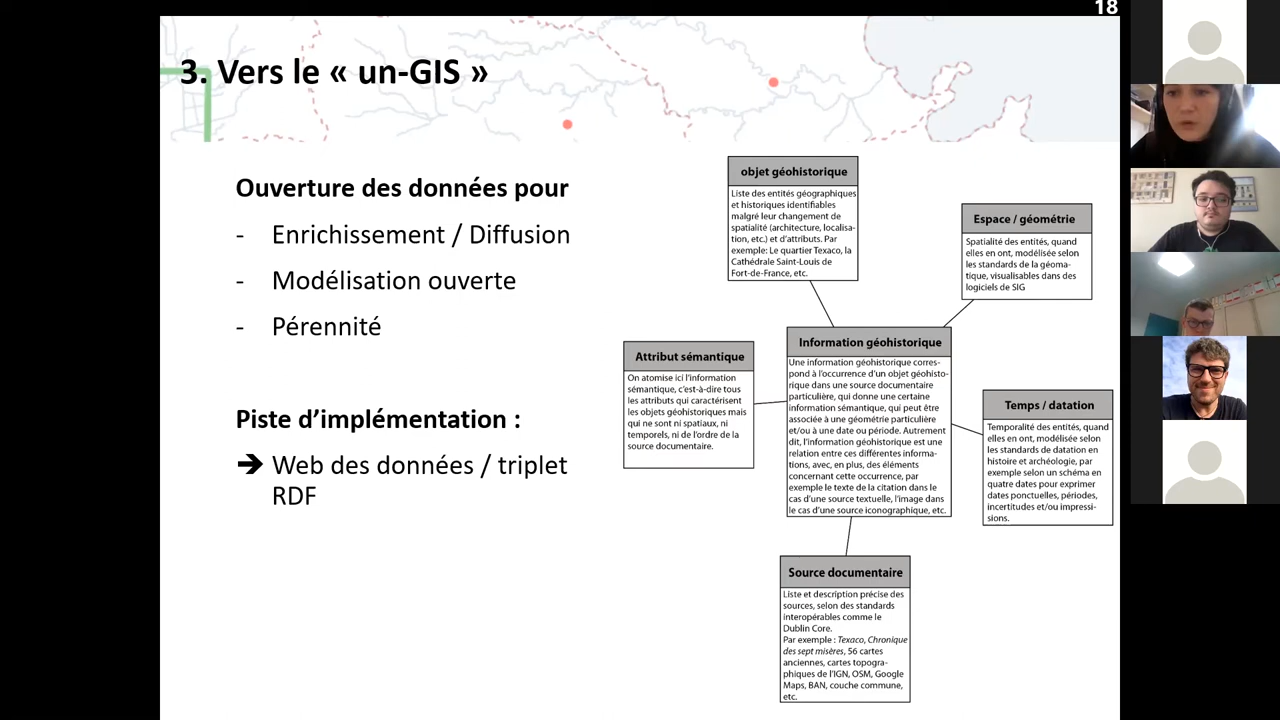 18
3. Vers le « un-GIS »
Ouverture des données pour
- Enrichissement / Diffusion
- Modélisation ouverte
- Pérennité
Piste d’implémentation :
➔ Web des données / triplet
RDF
objet géohistorique
Liste des entités géographiques
et historiques identifiables
malgré leur changement de
spatialité (architecture, localisa-
tion, etc.) et d’attributs. Par
exemple: Le quartier Texaco, la
Cathédrale Saint-Louis de
Fort-de-France, etc.
Espace / géométrie
Spatialité des entités, quand
elles en ont, modélisée selon
les standards de la géoma-
tique, visualisables dans des
logiciels de SIG
Attribut sémantique
On atomise ici l’information
sémantique, c’est-à-dire tous
les attributs qui caractérisent
les objets géohistoriques mais
qui ne sont ni spatiaux, ni
temporels, ni de l’ordre de la
source documentaire.
Information géohistorique
Une information géohistorique corres-
pond à l’occurrence d’un objet géohisto-
rique dans une source documentaire
particulière, qui donne une certaine
information sémantique, qui peut être
associée à une géométrie particulière
et/ou à une date ou période. Autrement
dit, l’information géohistorique est une
relation entre ces différentes informa-
tions, avec, en plus, des éléments
concernant cette occurrence, par
exemple le texte de la citation dans le
cas d’une source textuelle, l’image dans
le cas d’une source iconographique, etc.
Temps / datation
Temporalité des entités, quand
elles en ont, modélisée selon
les standards de datation en
histoire et archéologie, par
exemple selon un schéma en
quatre dates pour exprimer
dates ponctuelles, périodes,
incertitudes et/ou impressi-
sions.
Source documentaire
Liste et description précise des
sources, selon des standards
interopérables comme le
Dublin Core.
Par exemple : Texaco, Chronique
des sept misères, 56 cartes
anciennes, cartes topogra-
phiques de l’IGN, OSM, Google
Maps, BAN, couche commune,
etc.